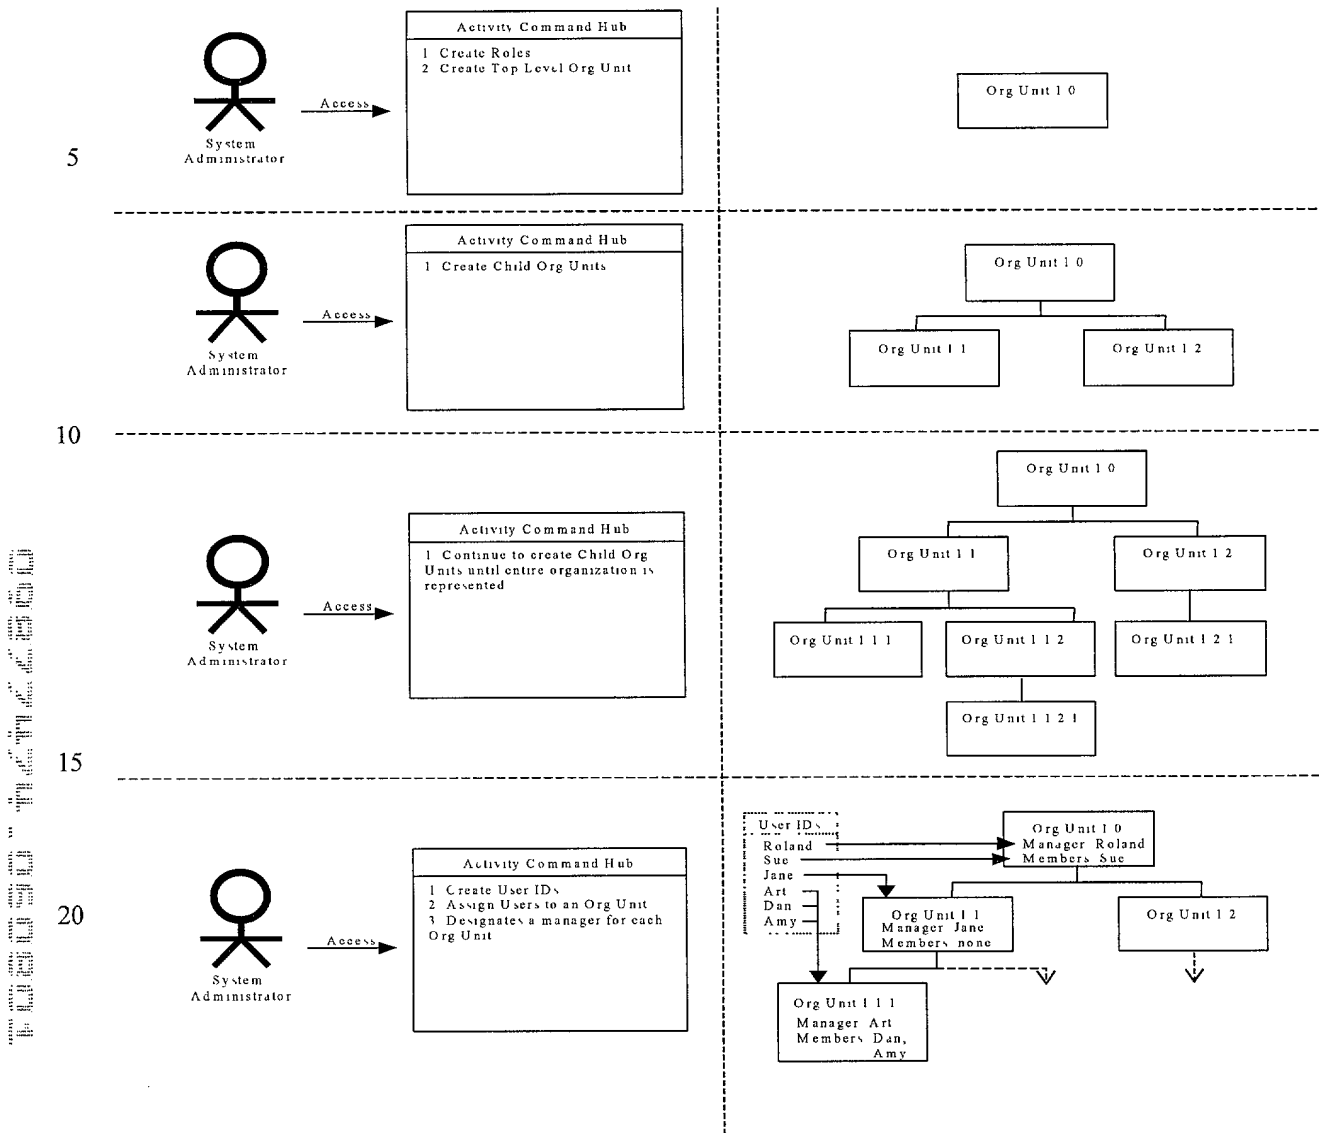 Activity Command Hub
1 Create Roles
2 Create Top Level Org Unit
Access
System
Administrator
Org Unit 1 0
5
Activity Command Hub
1 Create Child Org Units
Access
System
Administrator
Org Unit 1 0
Org Unit 1 1
Org Unit 1 2
10
Activity Command Hub
1 Continue to create Child Org
Units until entire organization is
represented
Access
System
Administrator
Org Unit 1 0
Org Unit 1 1
Org Unit 1 2
Org Unit 1 1 1
Org Unit 1 1 2
Org Unit 1 2 1
Org Unit 1 1 2 1
15
Activity Command Hub
1 Create User IDs
2 Assign Users to an Org Unit
3 Designates a manager for each
Org Unit
Access
System
Administrator
20
User IDs
Roland
Sue
Jane
Art
Dan
Amy
Org Unit 1 0
Manager Roland
Members Sue
Org Unit 1 1
Manager Jane
Members none
Org Unit 1 2
Org Unit 1 1 1
Manager Art
Members Dan,
Amy